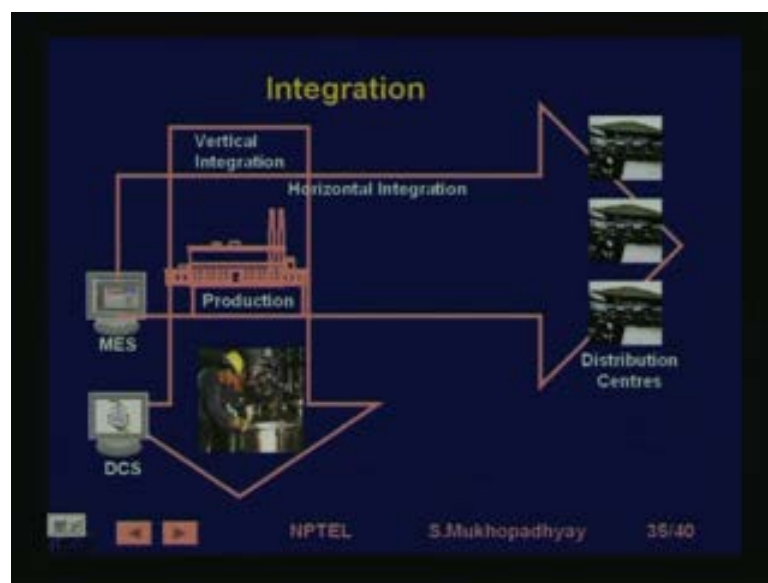 Integration
Vertical
Integration
Horizontal Integration
Production
MES
Distribution
Centres
DCS
NPTEL S.Mukhopadhyay 35/40